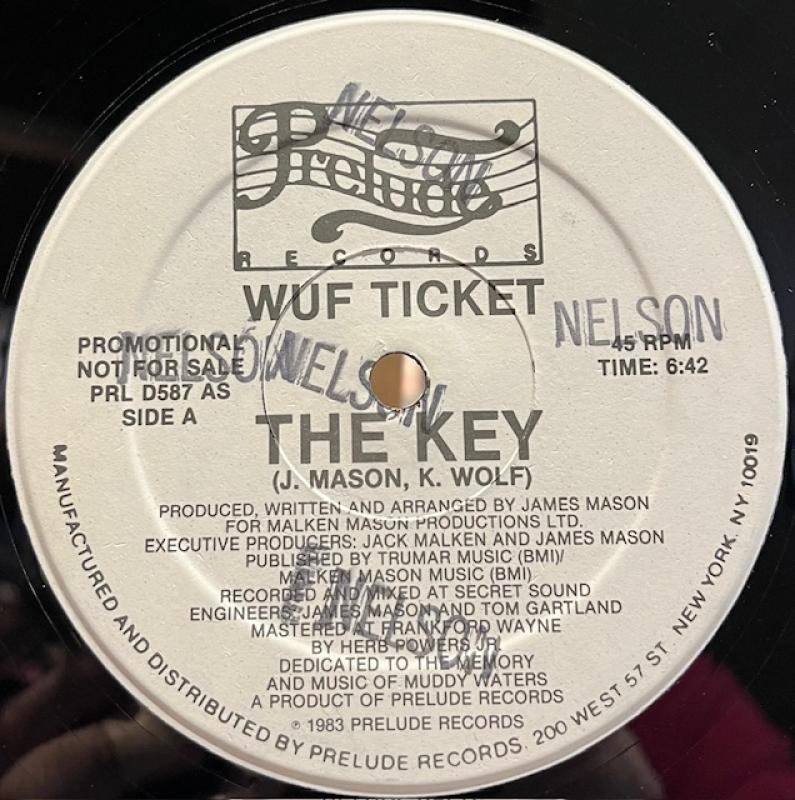 Prelude
RECORDS
NELSON
WUF TICKET
PROMOTIONAL
NOT FOR SALE
PRL D587 AS
SIDE A
NELSON
NELSON
NELSON
45 RPM
TIME: 6:42
THE KEY
(J. MASON, K. WOLF)
PRODUCED, WRITTEN AND ARRANGED BY JAMES MASON
FOR MALKEN MASON PRODUCTIONS LTD.
EXECUTIVE PRODUCERS: JACK MALKEN AND JAMES MASON
PUBLISHED BY TRUMAR MUSIC (BMI)/
MALKEN MASON MUSIC (BMI)
RECORDED AND MIXED AT SECRET SOUND
ENGINEERS: JAMES MASON AND TOM GARTLAND
MASTERED AT FRANKFORD WAYNE
BY HERB POWERS JR.
NELSON
DEDICATED TO THE MEMORY
AND MUSIC OF MUDDY WATERS
A PRODUCT OF PRELUDE RECORDS
℗ 1983 PRELUDE RECORDS
MANUFACTURED AND DISTRIBUTED BY PRELUDE RECORDS. 200 WEST 57 ST. NEW YORK. NY 10019